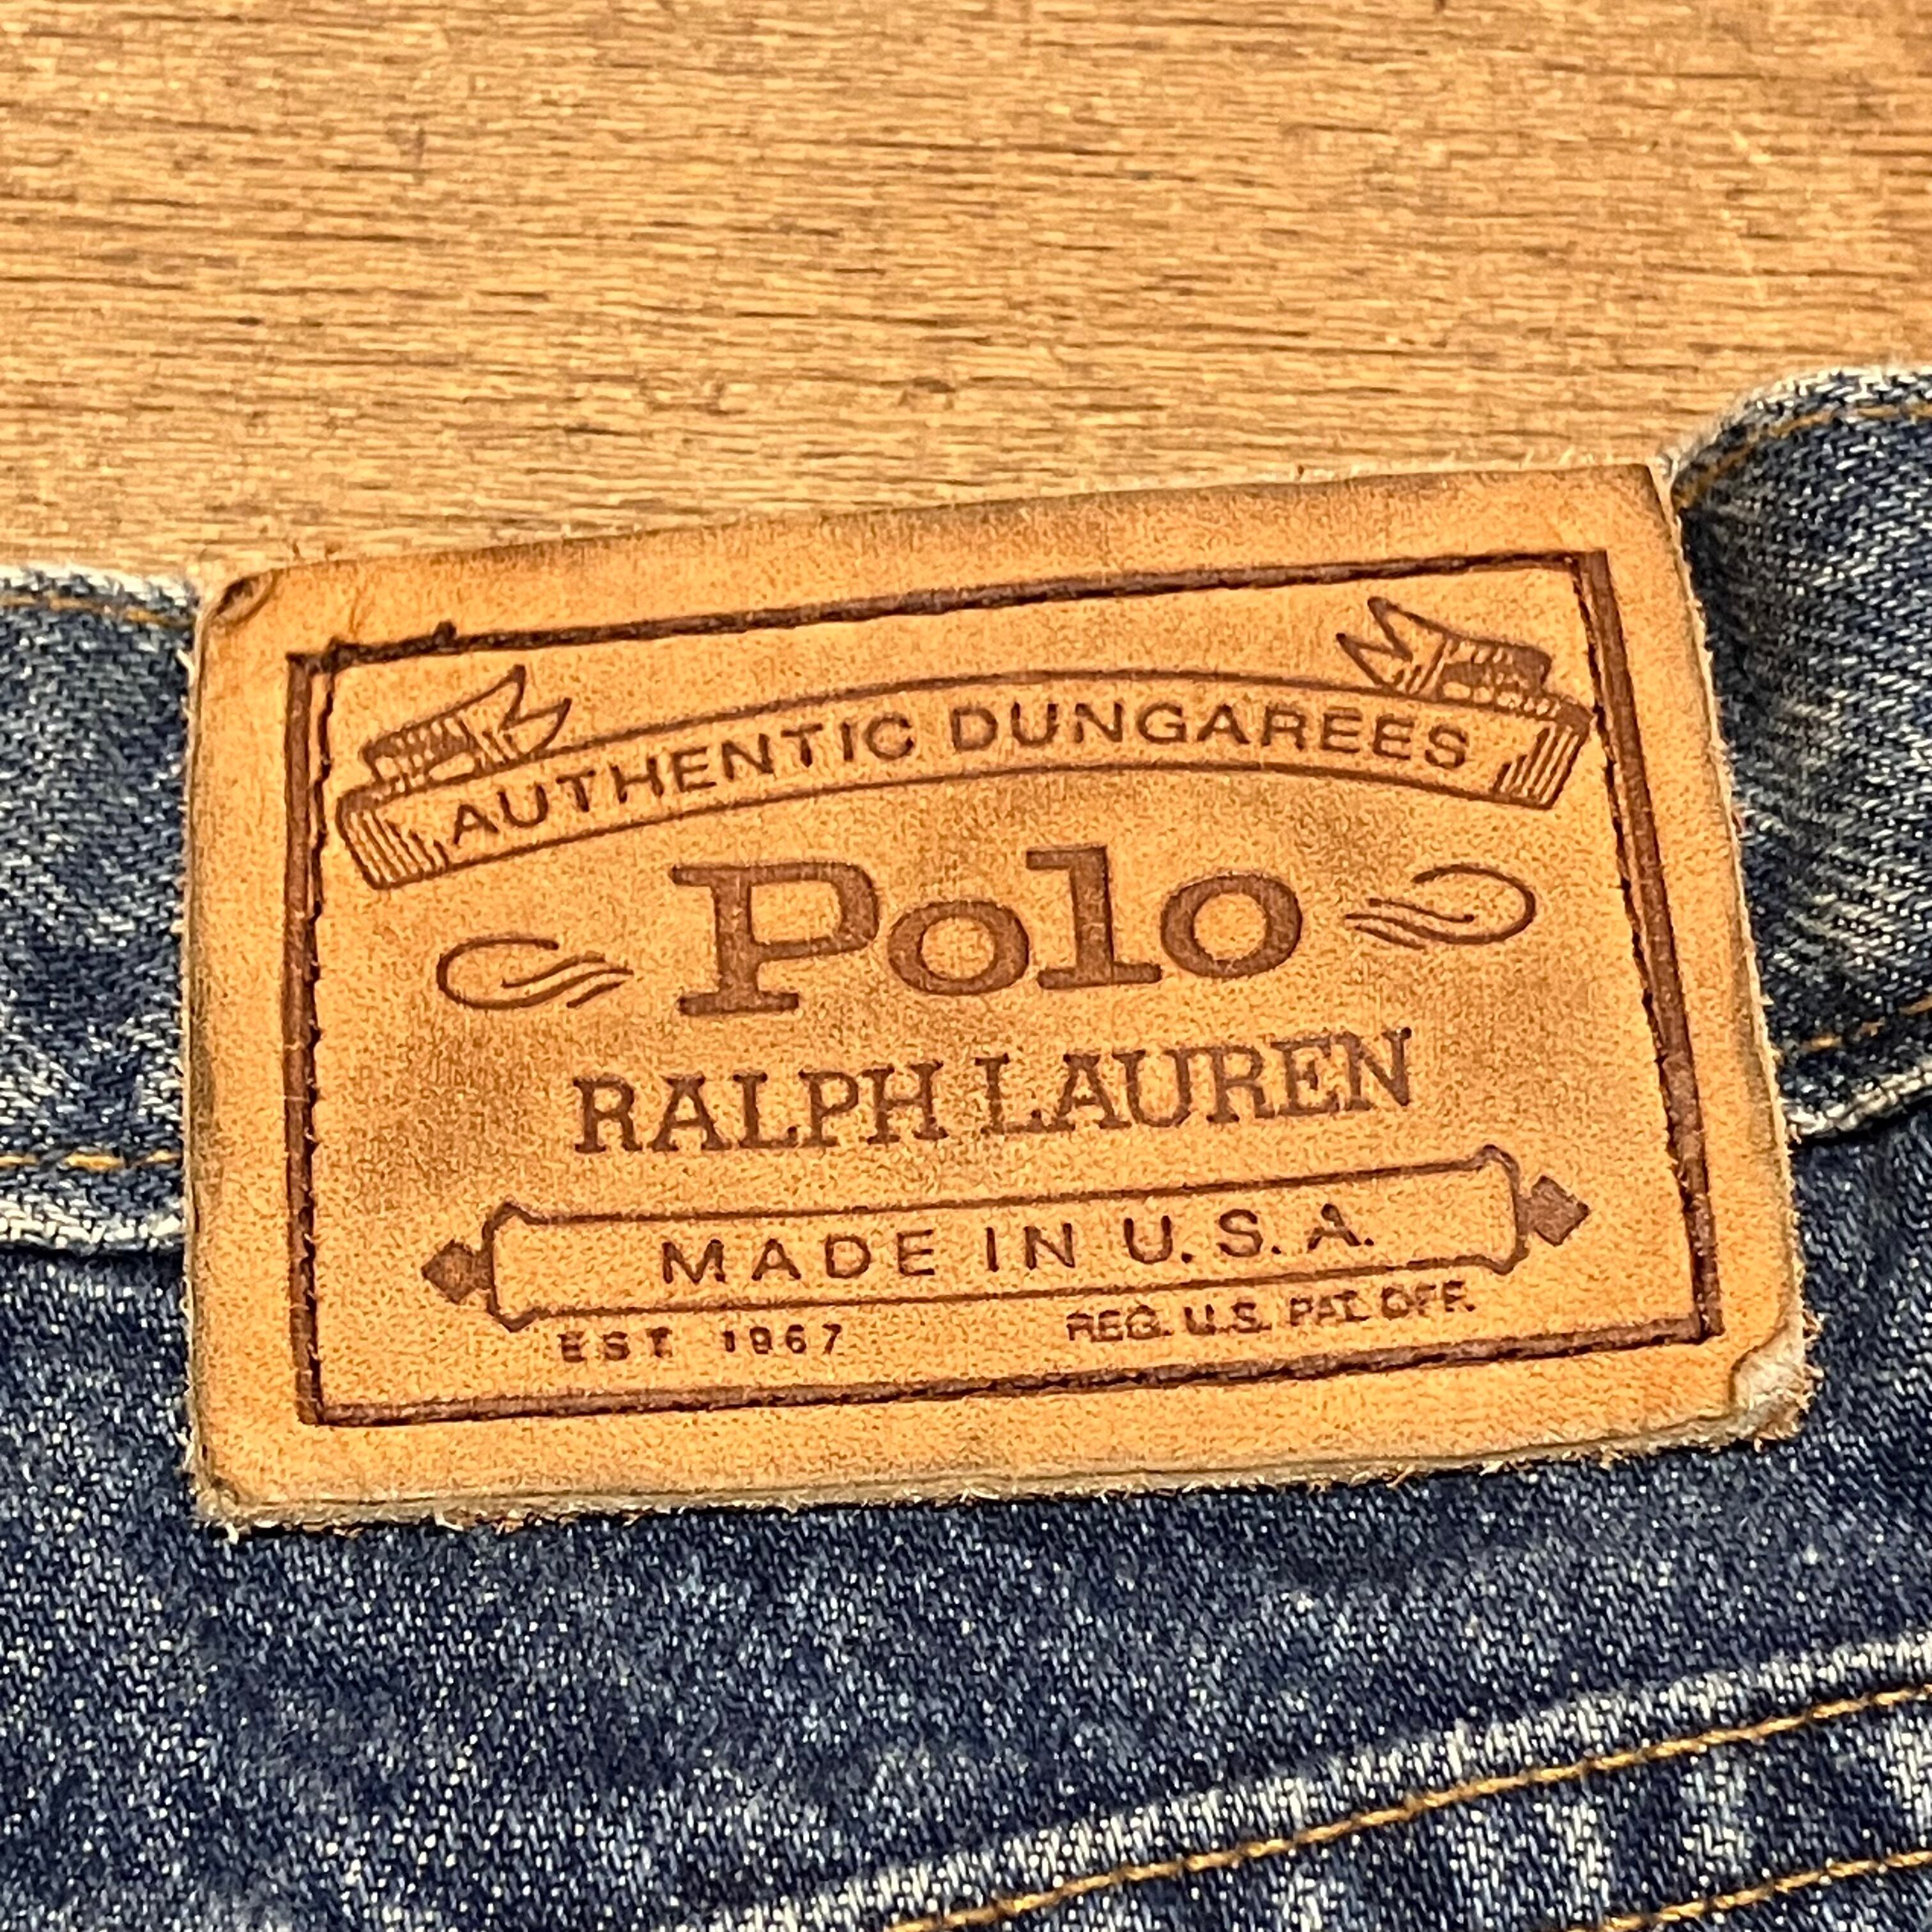 AUTHENTIC DUNGAREES
Polo
RALPH LAUREN
MADE IN U.S.A.
EST. 1967 REG. U.S. PAT. OFF.